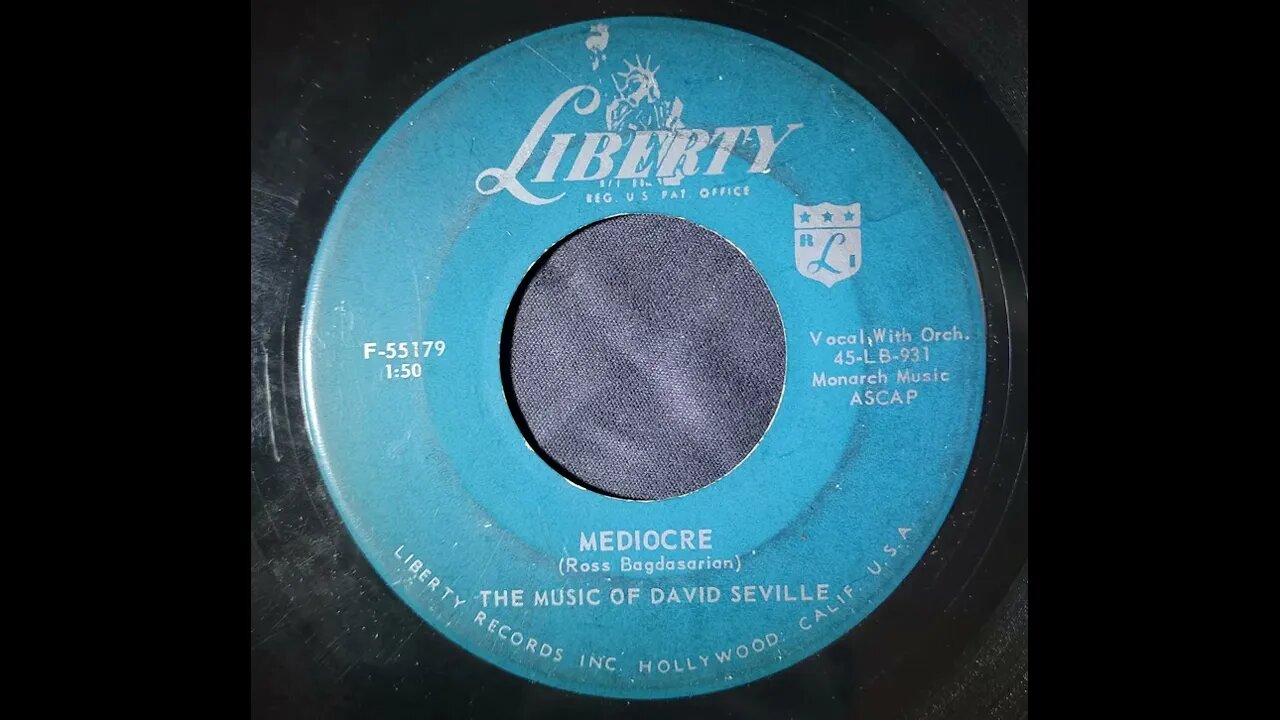 LIBERTY
REG. U.S. PAT. OFFICE
R L I
F-55179
1:50
Vocal With Orch.
45-LB-931
Monarch Music
ASCAP
MEDIOCRE
(Ross Bagdasarian)
THE MUSIC OF DAVID SEVILLE
LIBERTY RECORDS INC. HOLLYWOOD, CALIF. U.S.A